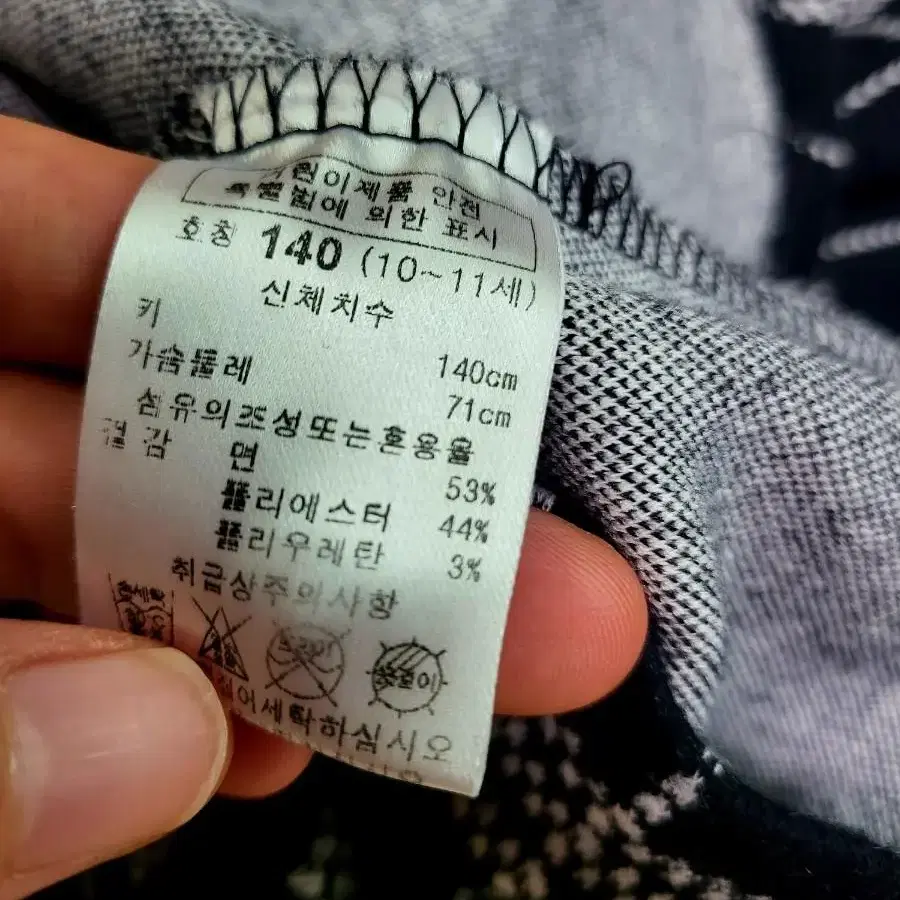 어린이제품 안전
특별법에 의한 표시
호칭 140 (10~11세)
신체치수
키 140cm
가슴둘레 71cm
섬유의조성또는혼용율
겉감 면 53%
폴리에스터 44%
폴리우레탄 3%
취급상주의사항
뒤집어세탁하십시오